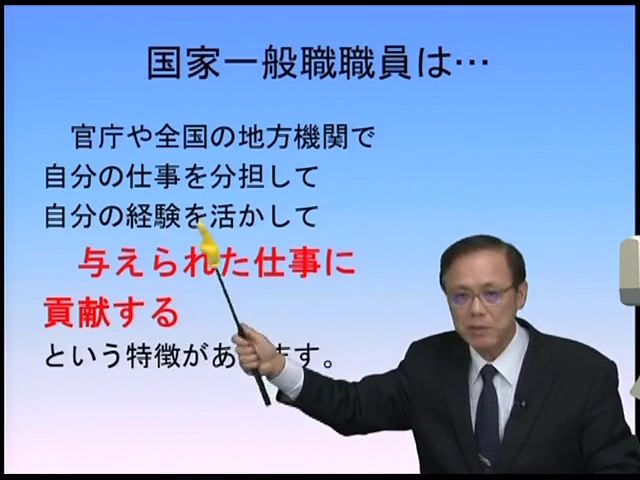 国家一般職職員は…
官庁や全国の地方機関で
自分の仕事を分担して
自分の経験を活かして
与えられた仕事に
貢献する
という特徴があ ます。